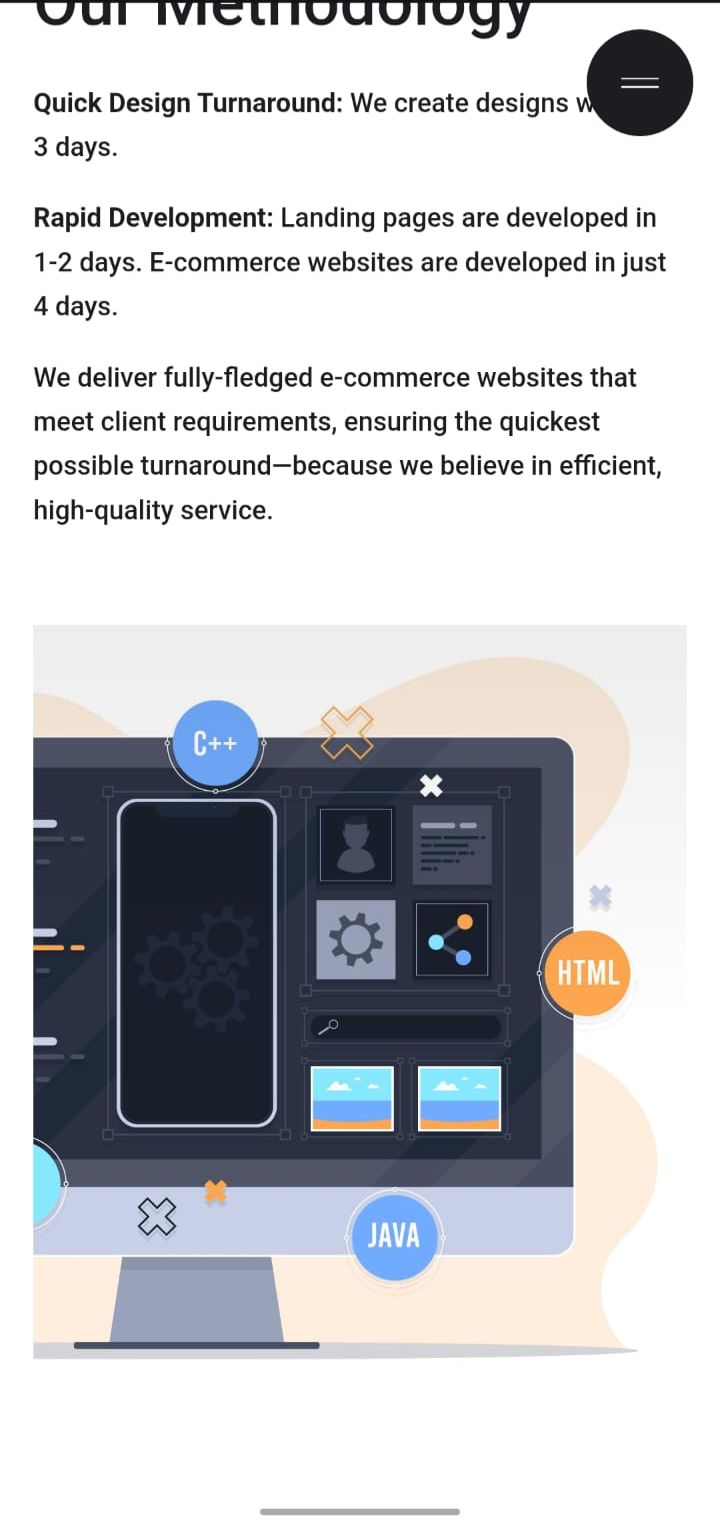 Our Methodology
Quick Design Turnaround: We create designs
3 days.
Rapid Development: Landing pages are developed in
1-2 days. E-commerce websites are developed in just
4 days.
We deliver fully-fledged e-commerce websites that
meet client requirements, ensuring the quickest
possible turnaround—because we believe in efficient,
high-quality service.
C++
HTML
JAVA